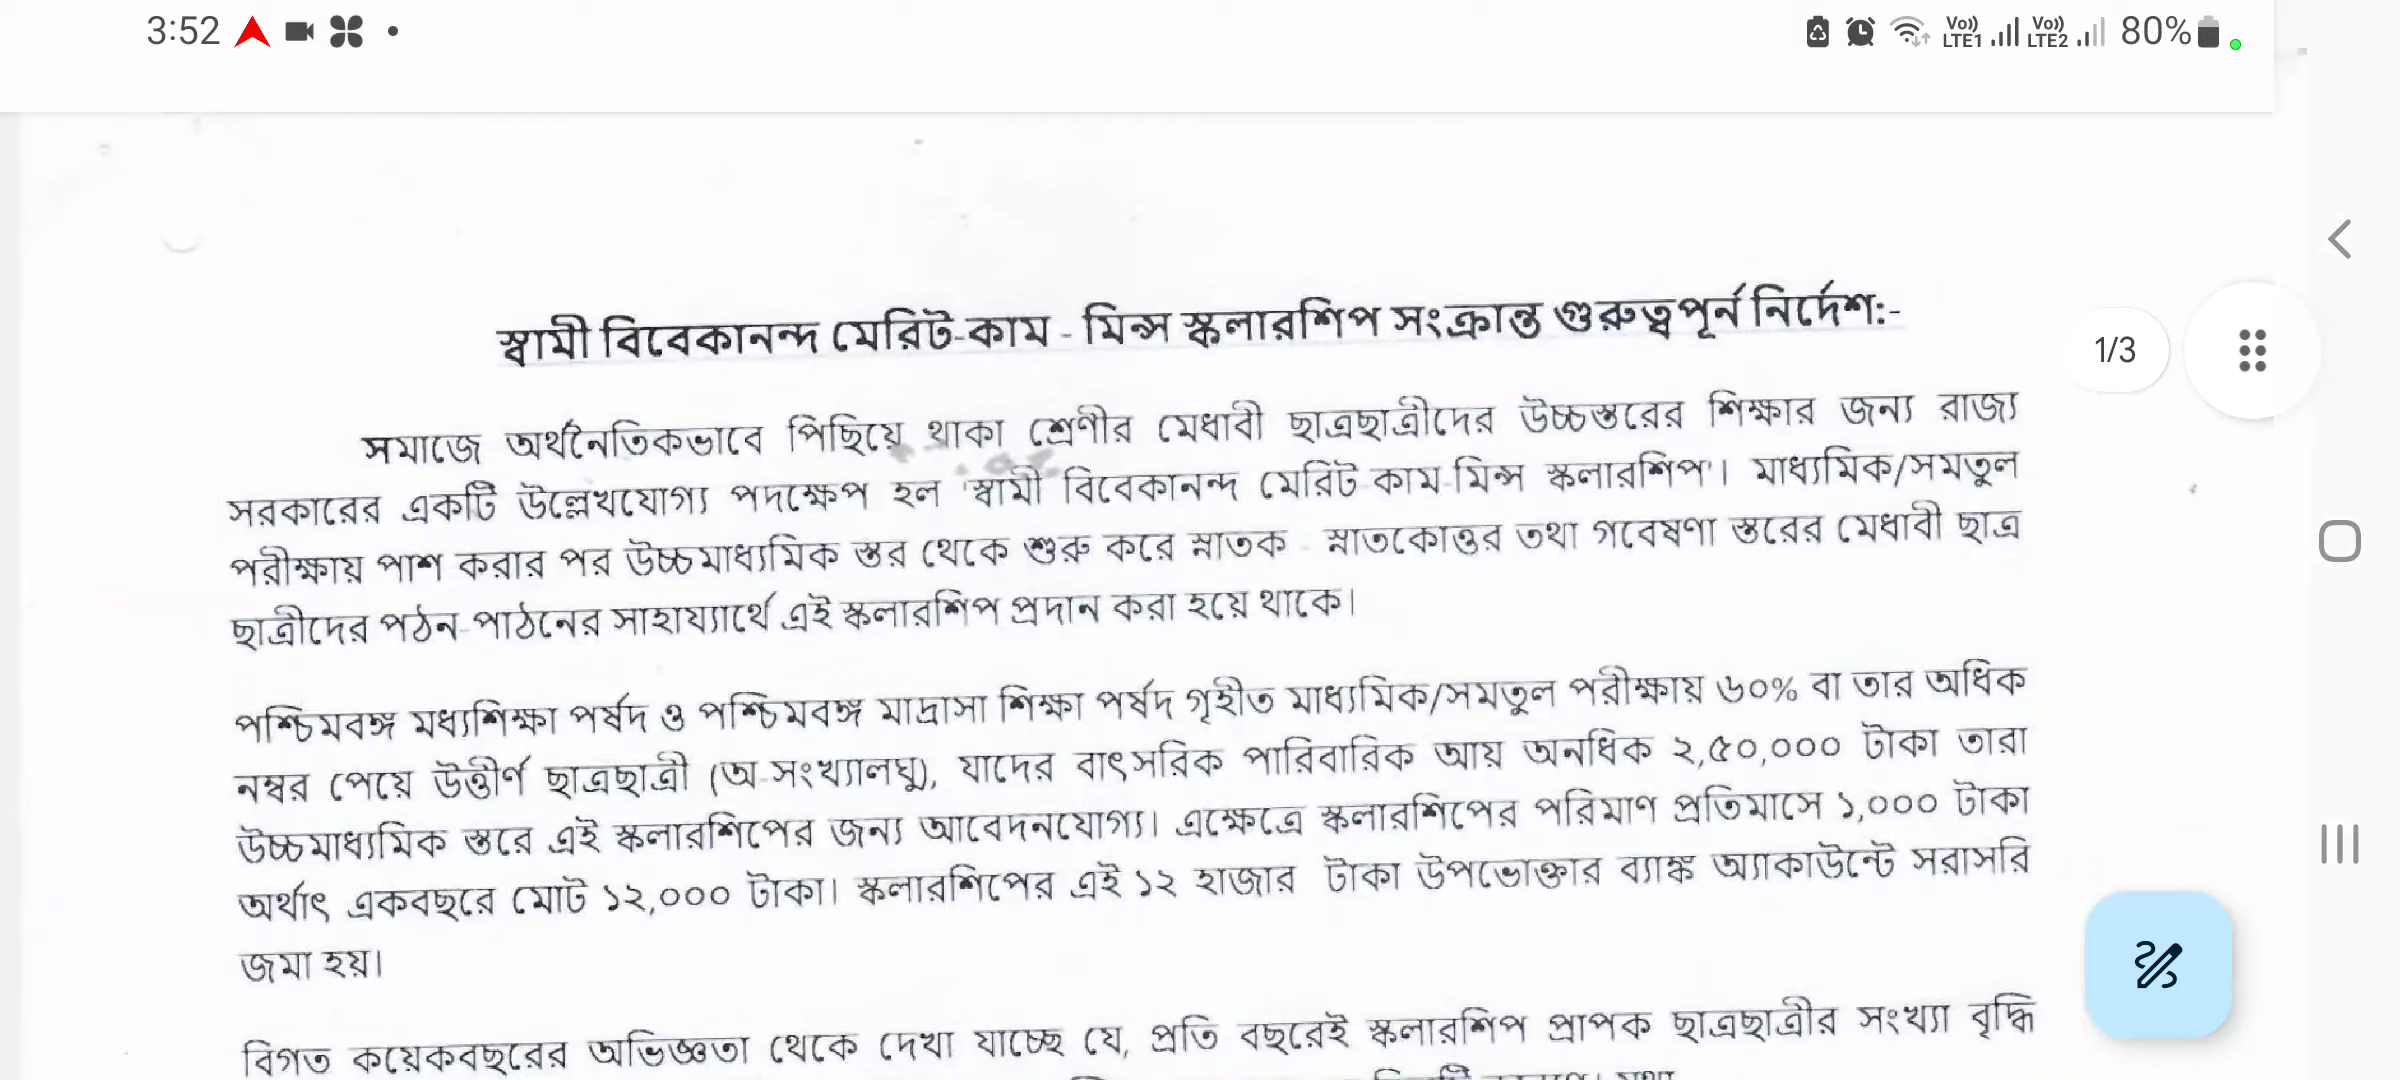 3:52
Vo)) LTE1 Vo)) LTE2 80%
স্বামী বিবেকানন্দ মেরিট-কাম - মিন্স স্কলারশিপ সংক্রান্ত গুরুত্বপূর্ন নির্দেশ:-
1/3
সমাজে অর্থনৈতিকভাবে পিছিয়ে থাকা শ্রেণীর মেধাবী ছাত্রছাত্রীদের উচ্চস্তরের শিক্ষার জন্য রাজ্য
সরকারের একটি উল্লেখযোগ্য পদক্ষেপ হল 'স্বামী বিবেকানন্দ মেরিট-কাম-মিন্স স্কলারশিপ'। মাধ্যমিক/সমতুল
পরীক্ষায় পাশ করার পর উচ্চমাধ্যমিক স্তর থেকে শুরু করে স্নাতক - স্নাতকোত্তর তথা গবেষণা স্তরের মেধাবী ছাত্র
ছাত্রীদের পঠন-পাঠনের সাহায্যার্থে এই স্কলারশিপ প্রদান করা হয়ে থাকে।
পশ্চিমবঙ্গ মধ্যশিক্ষা পর্ষদ ও পশ্চিমবঙ্গ মাদ্রাসা শিক্ষা পর্ষদ গৃহীত মাধ্যমিক/সমতুল পরীক্ষায় ৬০% বা তার অধিক
নম্বর পেয়ে উত্তীর্ণ ছাত্রছাত্রী (অ-সংখ্যালঘু), যাদের বাৎসরিক পারিবারিক আয় অনধিক ২,৫০,০০০ টাকা তারা
উচ্চমাধ্যমিক স্তরে এই স্কলারশিপের জন্য আবেদনযোগ্য। এক্ষেত্রে স্কলারশিপের পরিমাণ প্রতিমাসে ১,০০০ টাকা
অর্থাৎ একবছরে মোট ১২,০০০ টাকা। স্কলারশিপের এই ১২ হাজার টাকা উপভোক্তার ব্যাঙ্ক অ্যাকাউন্টে সরাসরি
জমা হয়।
বিগত কয়েকবছরের অভিজ্ঞতা থেকে দেখা যাচ্ছে যে, প্রতি বছরেই স্কলারশিপ প্রাপক ছাত্রছাত্রীর সংখ্যা বৃদ্ধি